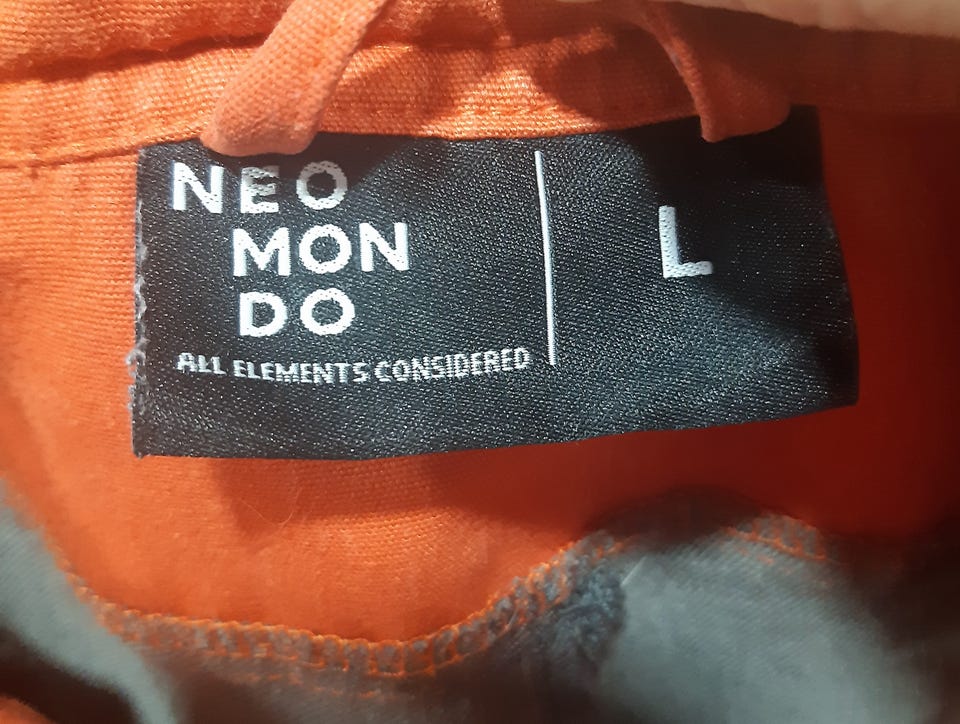 NEO
MON
DO
ALL ELEMENTS CONSIDERED
L